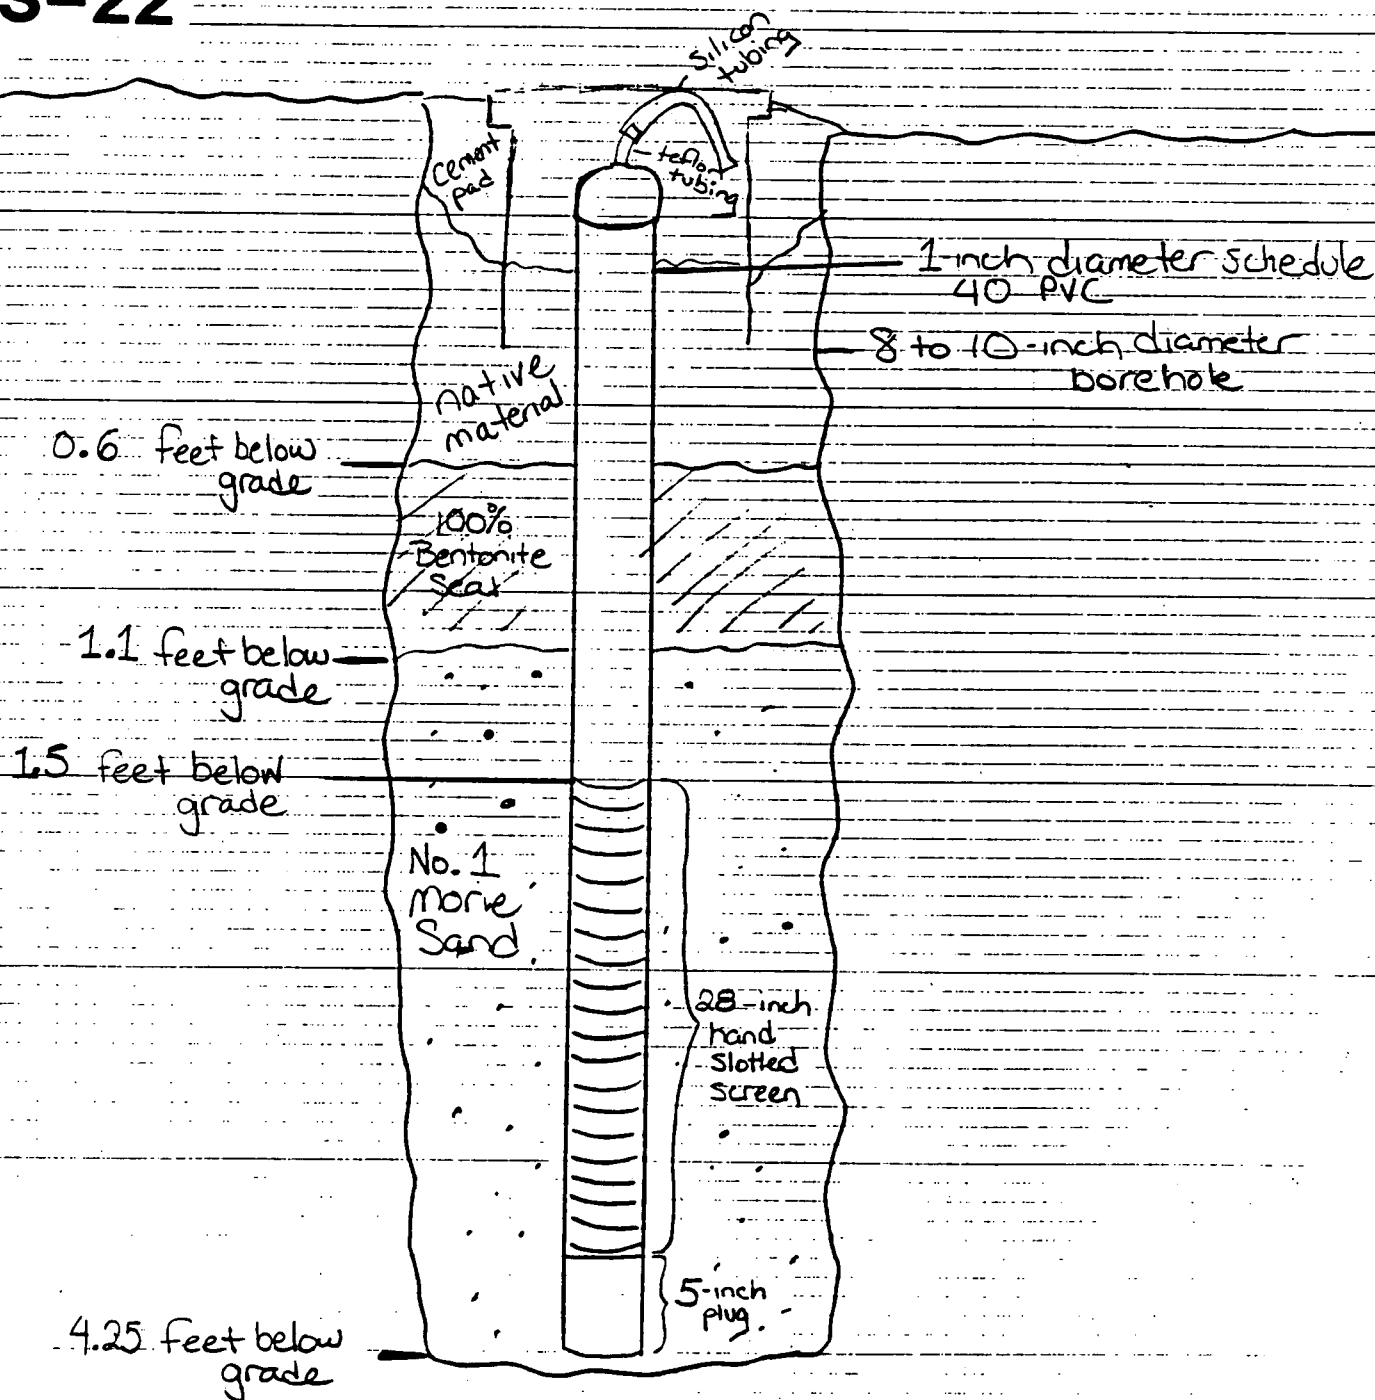 S-22
Silicon
tubing
teflon
tubing
Cement
pad
1-inch diameter schedule
40 PVC
8 to 10-inch diameter
borehole
native
material
0.6 feet below
grade
100%
Bentonite
Seal
1.1 feet below
grade
1.5 feet below
grade
No. 1
Morie
Sand
28-inch
hand
slotted
screen
5-inch
plug
4.25 feet below
grade